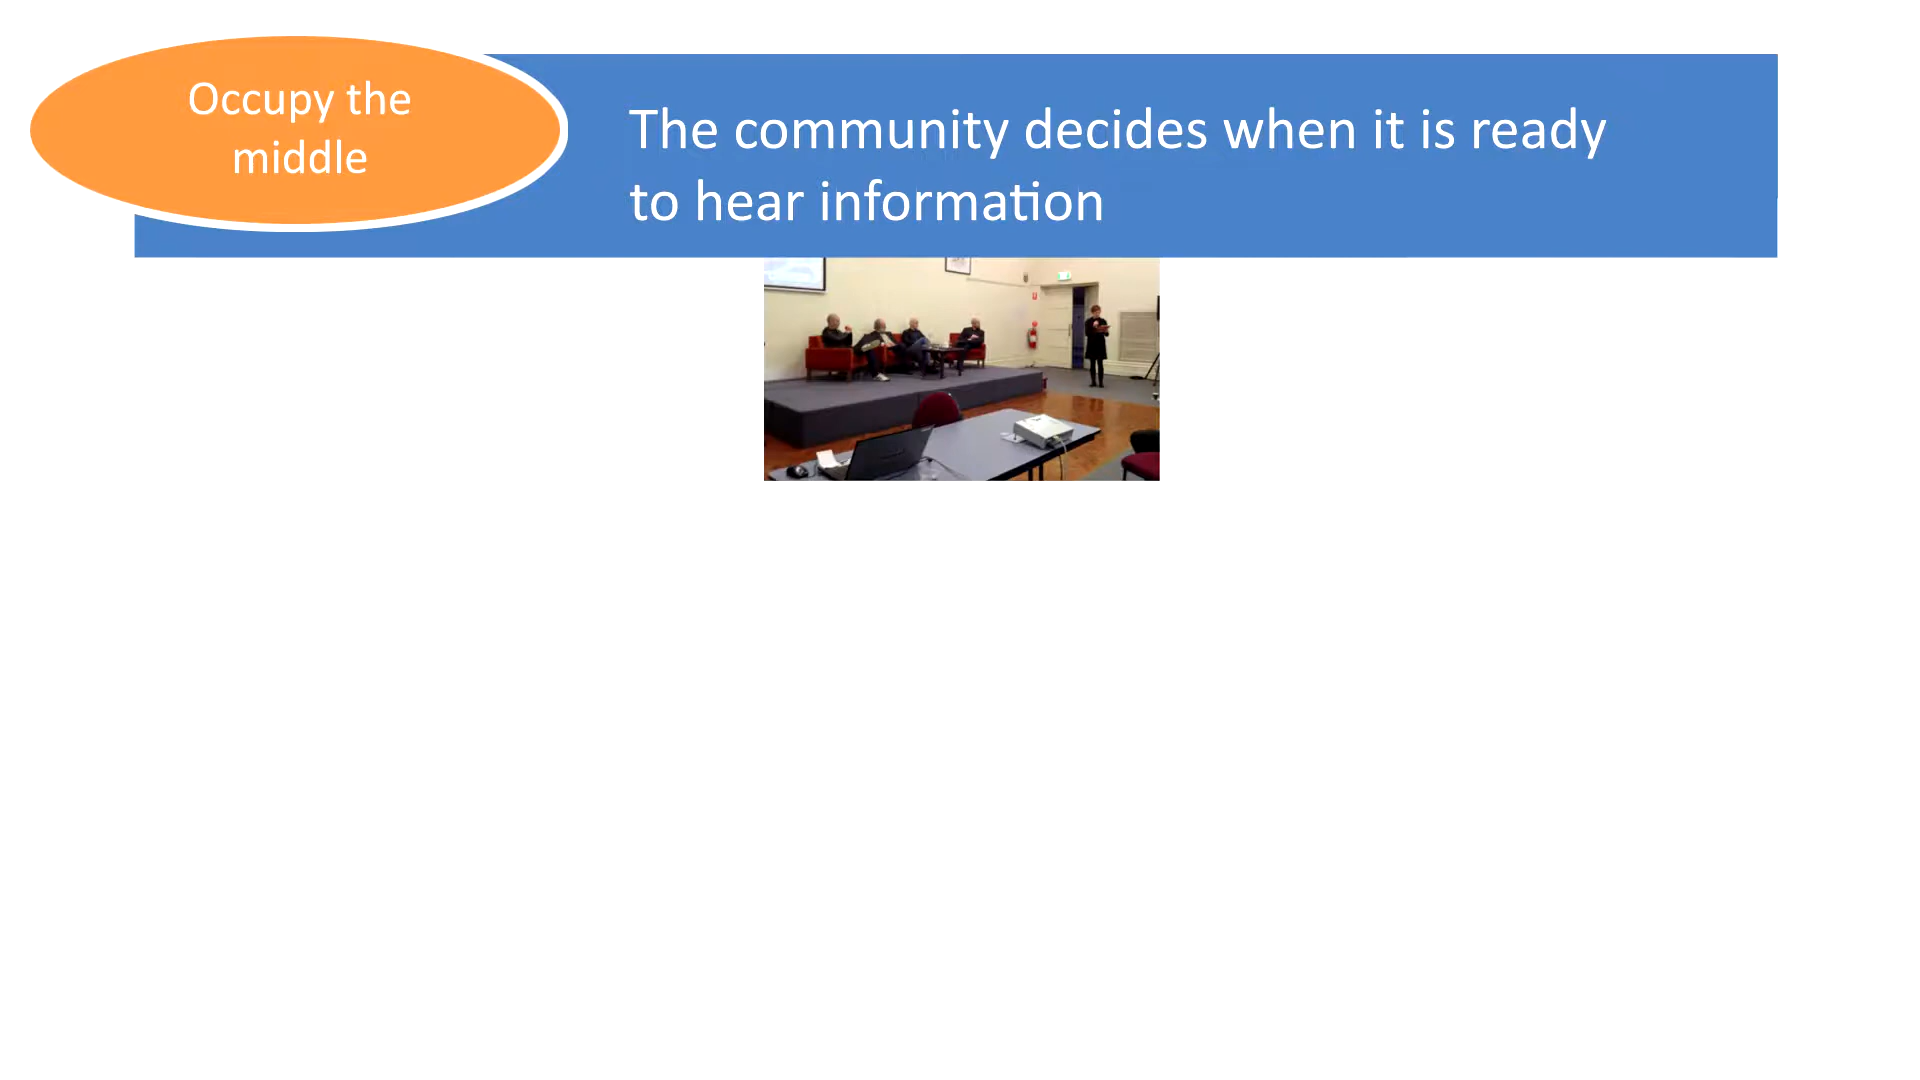 Occupy the
middle
The community decides when it is ready
to hear information